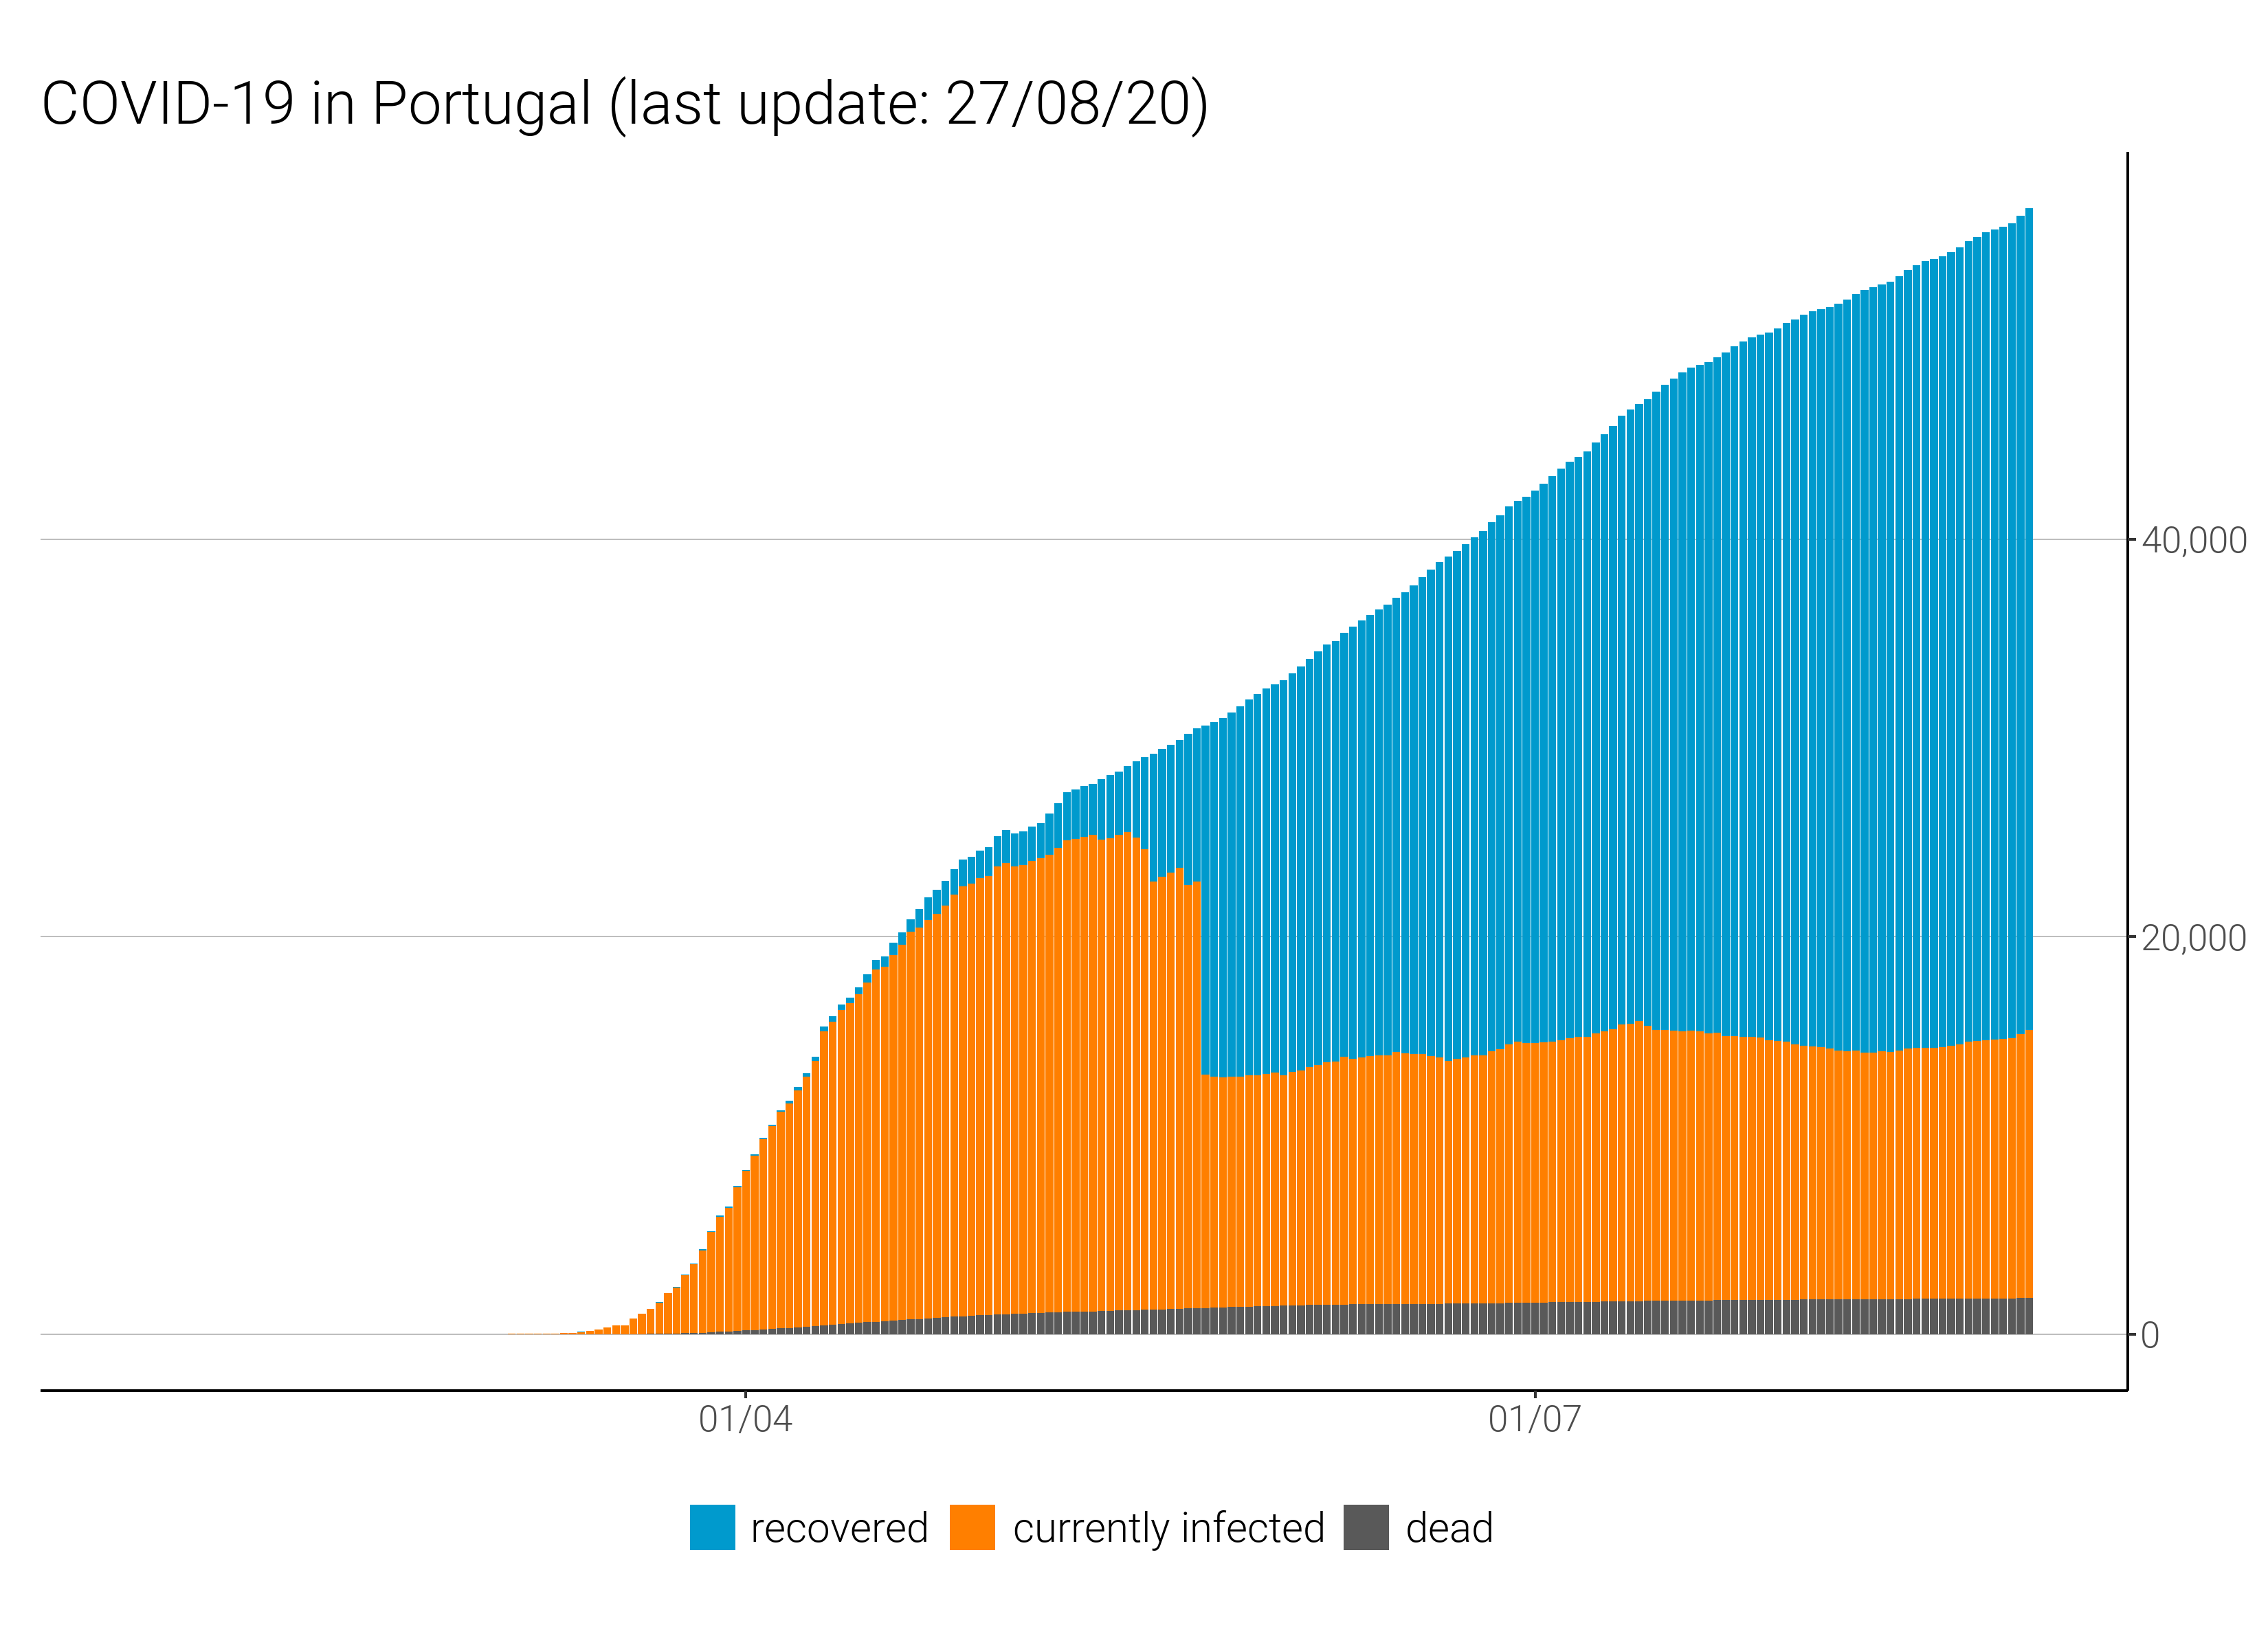 COVID-19 in Portugal (last update: 27/08/20)
40,000
20,000
0
01/04 01/07
recovered currently infected dead